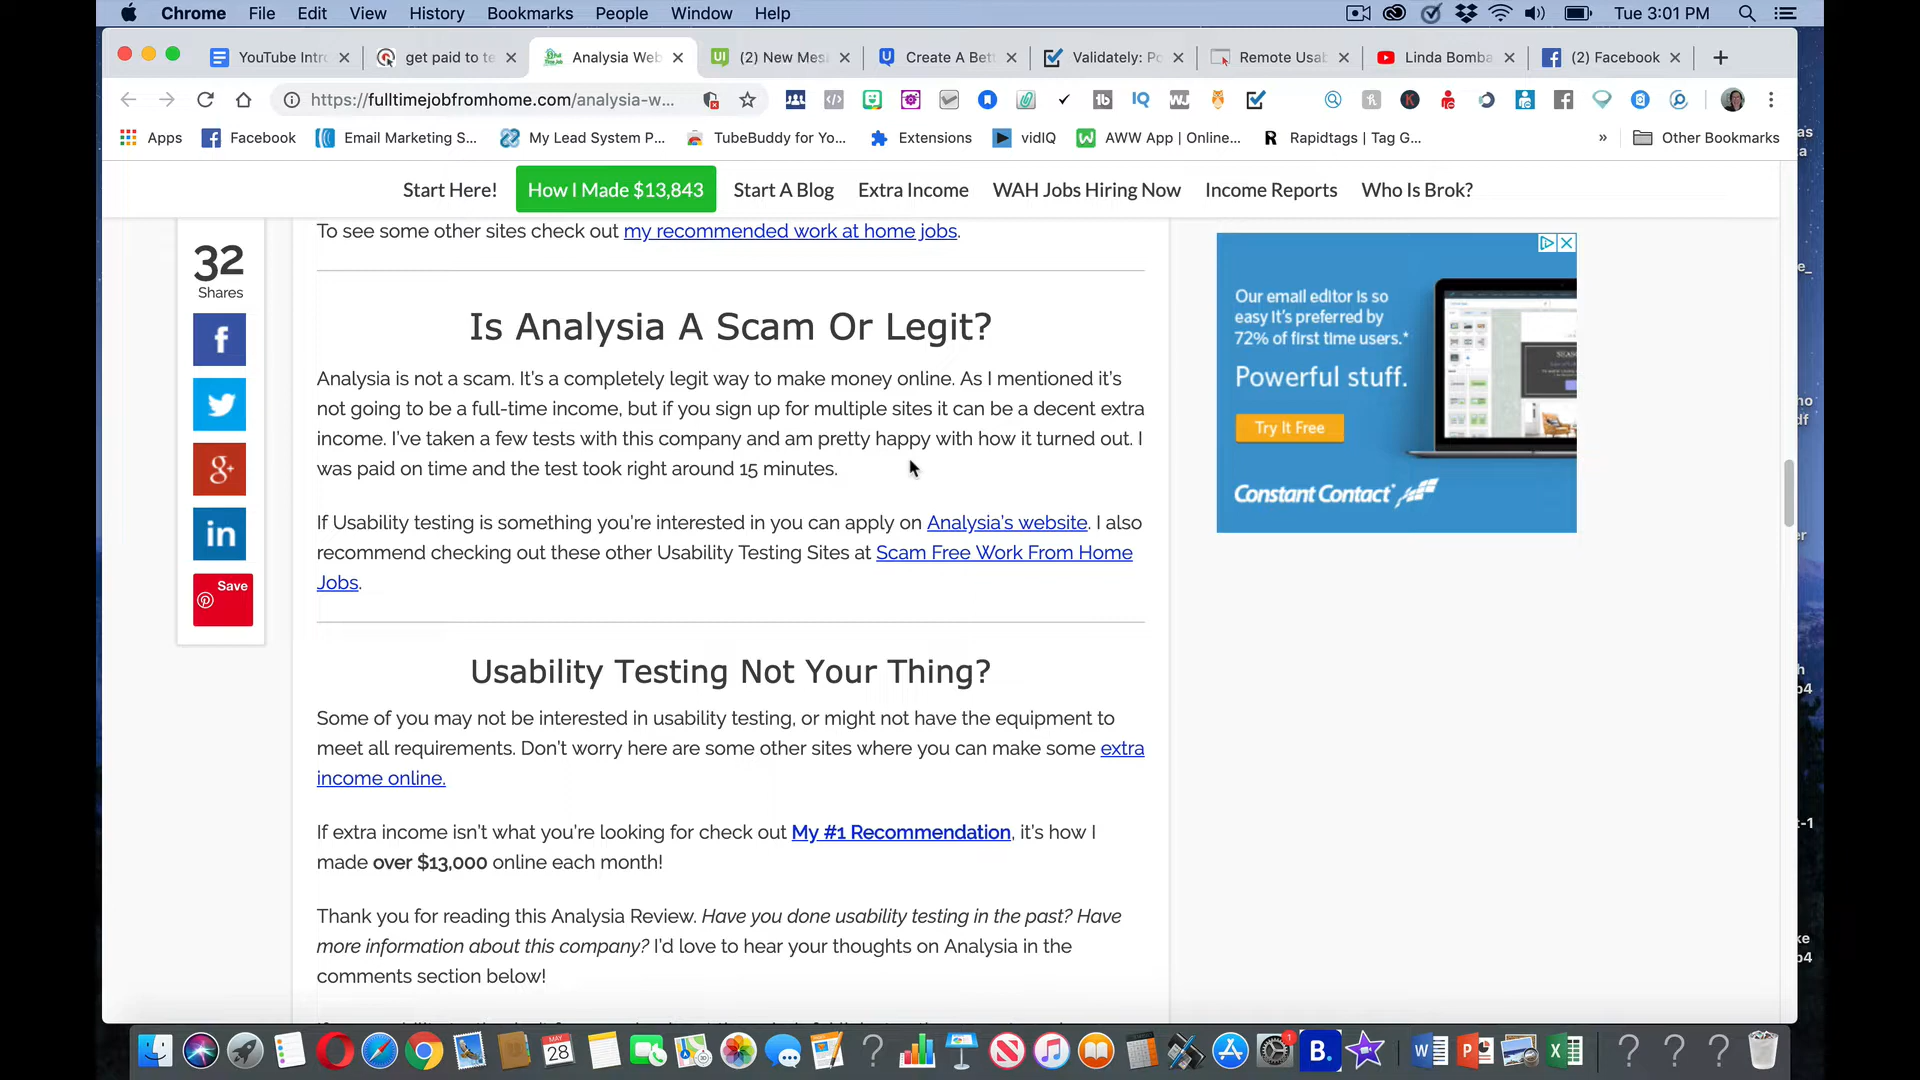 Chrome File Edit View History Bookmarks People Window Help Tue 3:01 PM
YouTube Intro get paid to te Analysia Web (2) New Mes Create A Bett Validately: Po Remote Usab Linda Bomba (2) Facebook
https://fulltimejobfromhome.com/analysia-w...
Apps Facebook Email Marketing S... My Lead System P... TubeBuddy for Yo... Extensions vidIQ AWW App | Online... Rapidtags | Tag G... » Other Bookmarks
Start Here! How I Made $13,843 Start A Blog Extra Income WAH Jobs Hiring Now Income Reports Who Is Brok?
32
Shares
Save
To see some other sites check out my recommended work at home jobs.
Is Analysia A Scam Or Legit?
Analysia is not a scam. It's a completely legit way to make money online. As I mentioned it's
not going to be a full-time income, but if you sign up for multiple sites it can be a decent extra
income. I've taken a few tests with this company and am pretty happy with how it turned out. I
was paid on time and the test took right around 15 minutes.
If Usability testing is something you're interested in you can apply on Analysia's website. I also
recommend checking out these other Usability Testing Sites at Scam Free Work From Home
Jobs.
Usability Testing Not Your Thing?
Some of you may not be interested in usability testing, or might not have the equipment to
meet all requirements. Don't worry here are some other sites where you can make some extra
income online.
If extra income isn't what you're looking for check out My #1 Recommendation, it's how I
made over $13,000 online each month!
Thank you for reading this Analysia Review. Have you done usability testing in the past? Have
more information about this company? I'd love to hear your thoughts on Analysia in the
comments section below!
Our email editor is so
easy it's preferred by
72% of first time users.*
Powerful stuff.
Try It Free
Constant Contact
MAY
28